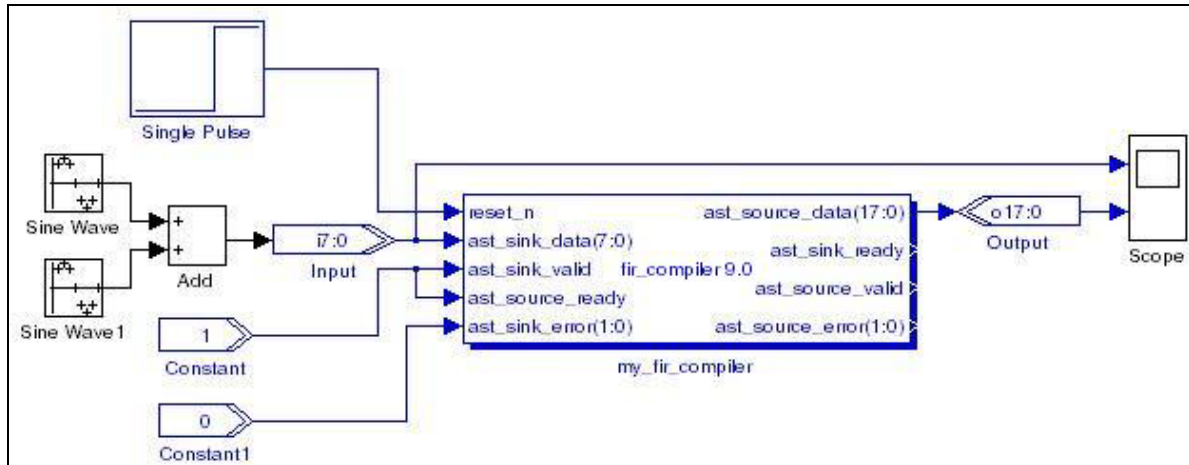 Single Pulse
Sine Wave
Sine Wave1
+
+
Add
i7:0
Input
1
Constant
0
Constant1
reset_n
ast_sink_data(7:0)
ast_sink_valid
ast_source_ready
ast_sink_error(1:0)
fir_compiler 9.0
ast_source_data(17:0)
ast_sink_ready
ast_source_valid
ast_source_error(1:0)
my_fir_compiler
o17:0
Output
Scope